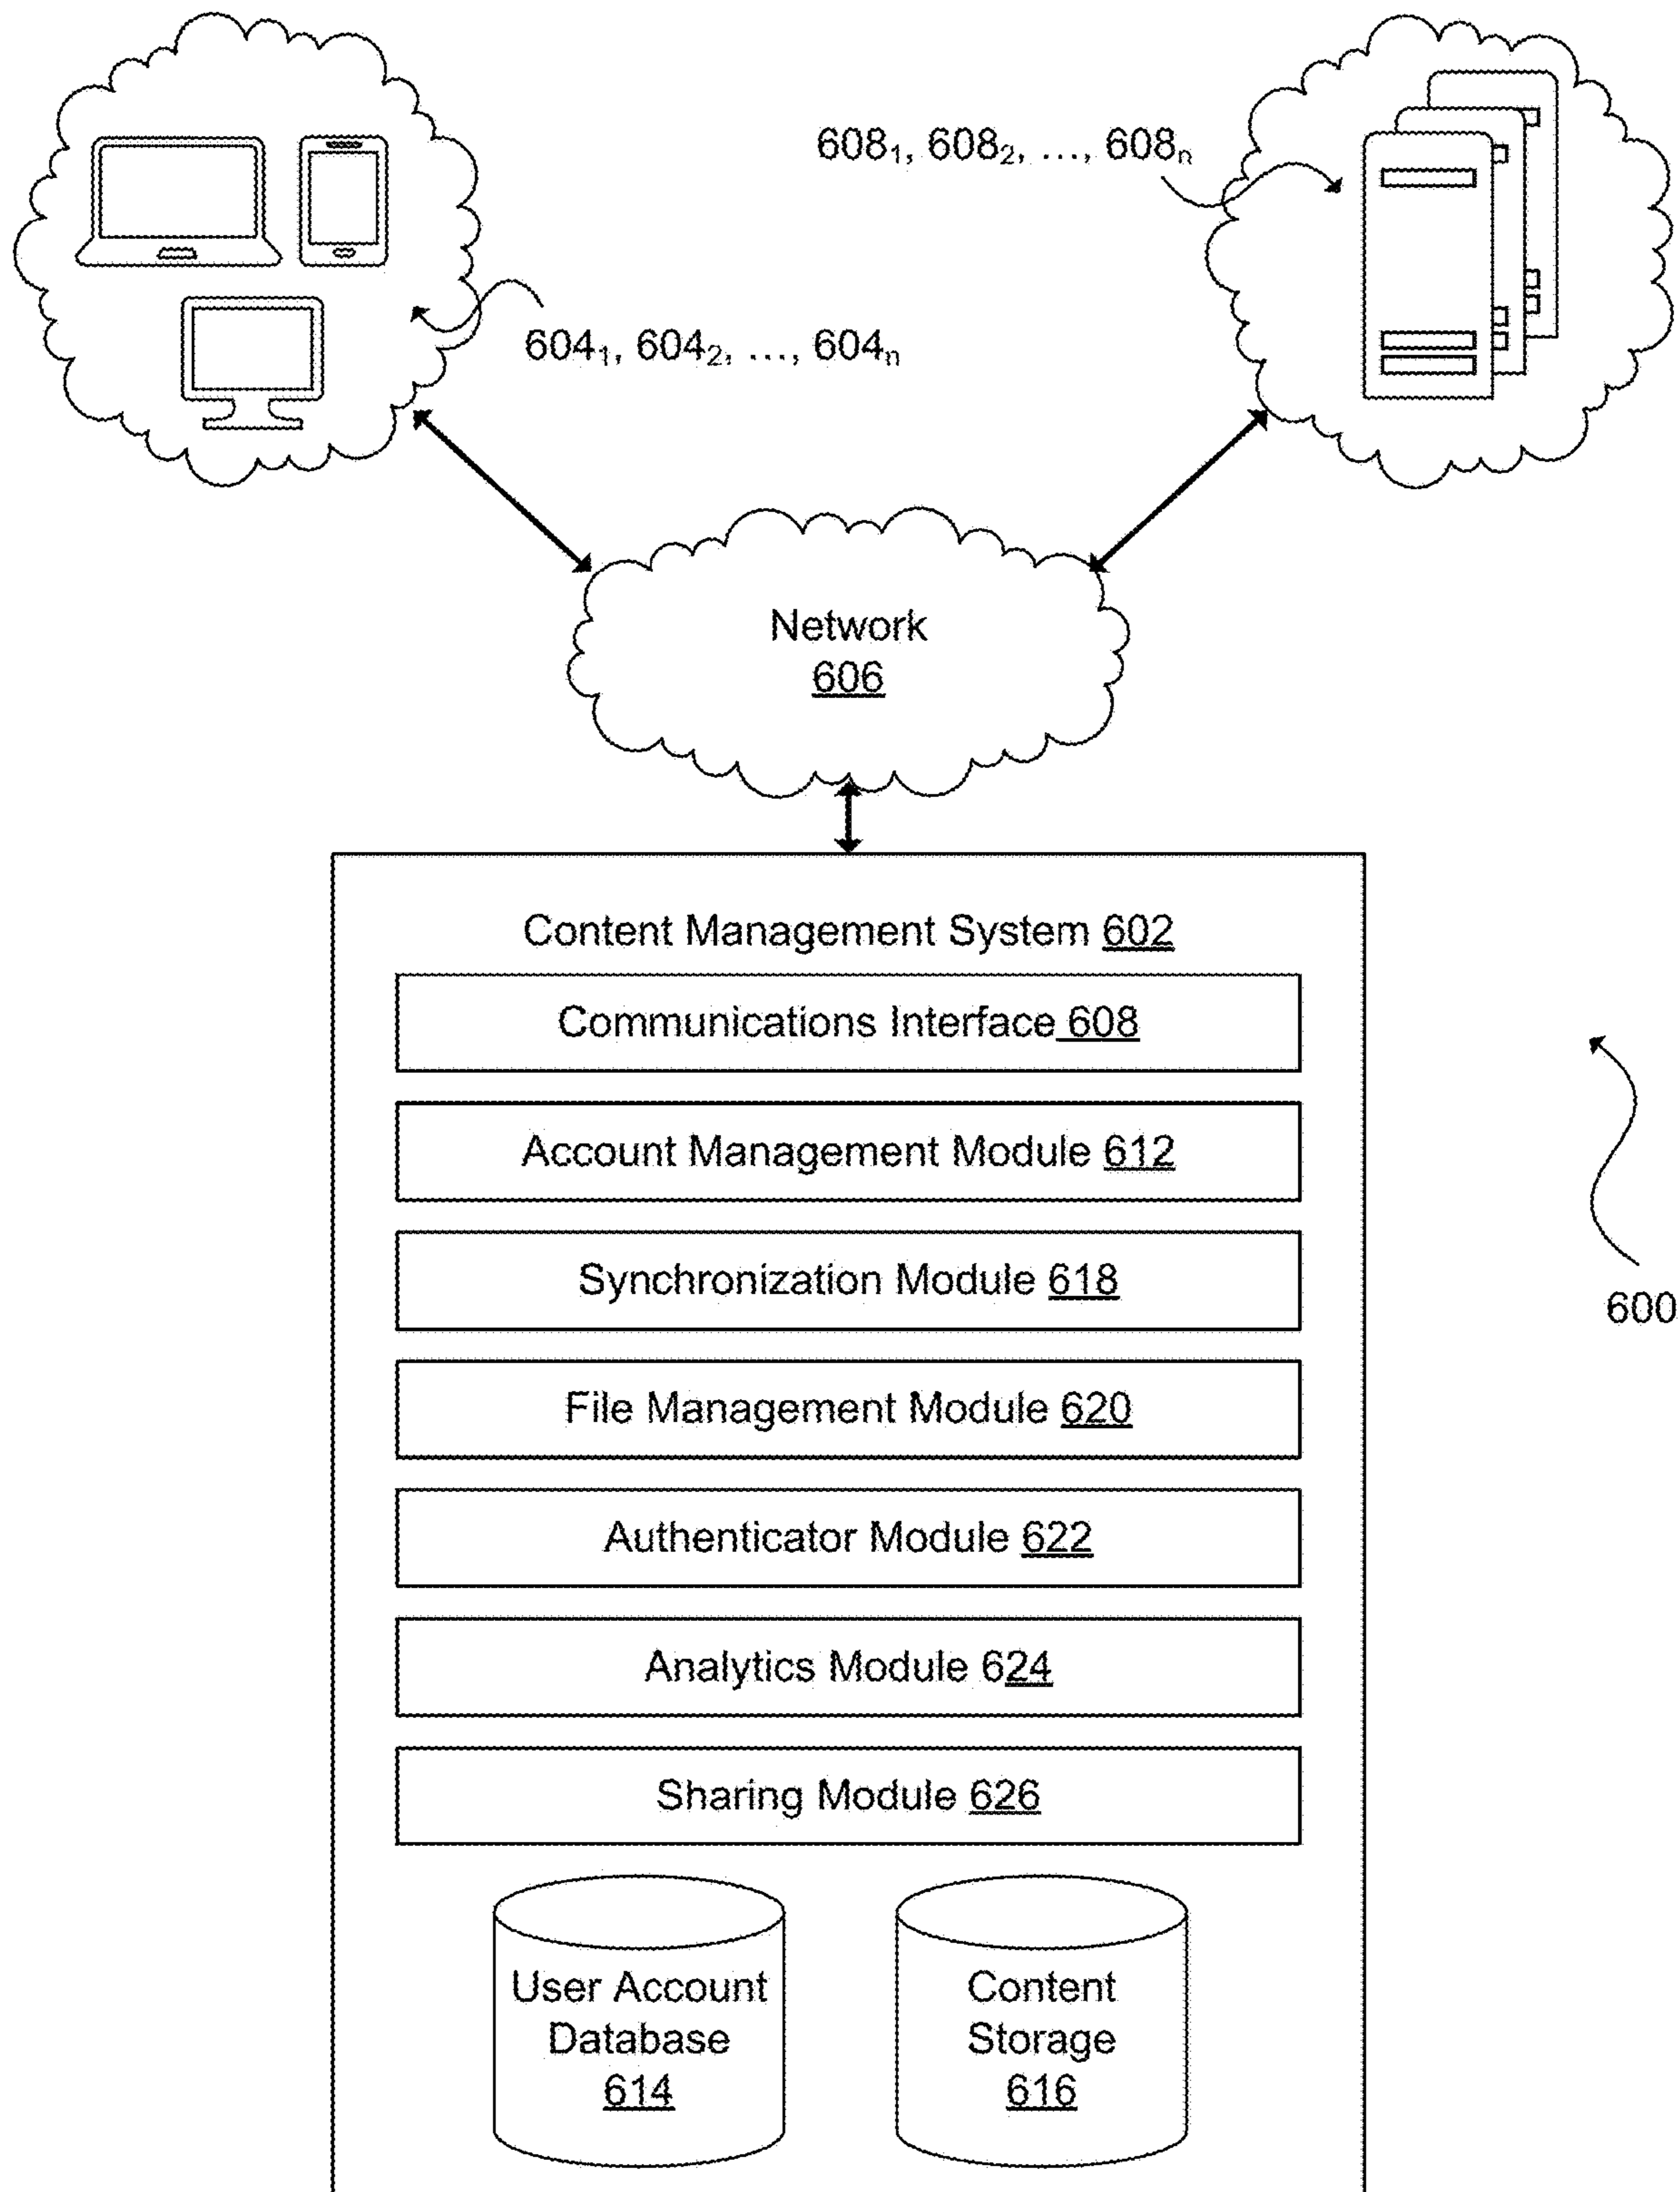 608₁, 608₂, ..., 608ₙ
604₁, 604₂, ..., 604ₙ
Network
606
Content Management System 602
Communications Interface 608
Account Management Module 612
Synchronization Module 618
600
File Management Module 620
Authenticator Module 622
Analytics Module 624
Sharing Module 626
User Account
Database
614
Content
Storage
616